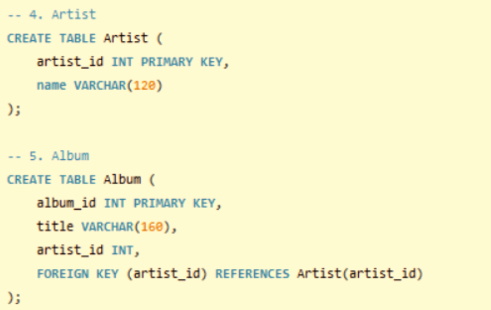 -- 4. Artist
CREATE TABLE Artist (
    artist_id INT PRIMARY KEY,
    name VARCHAR(120)
);

-- 5. Album
CREATE TABLE Album (
    album_id INT PRIMARY KEY,
    title VARCHAR(160),
    artist_id INT,
    FOREIGN KEY (artist_id) REFERENCES Artist(artist_id)
);